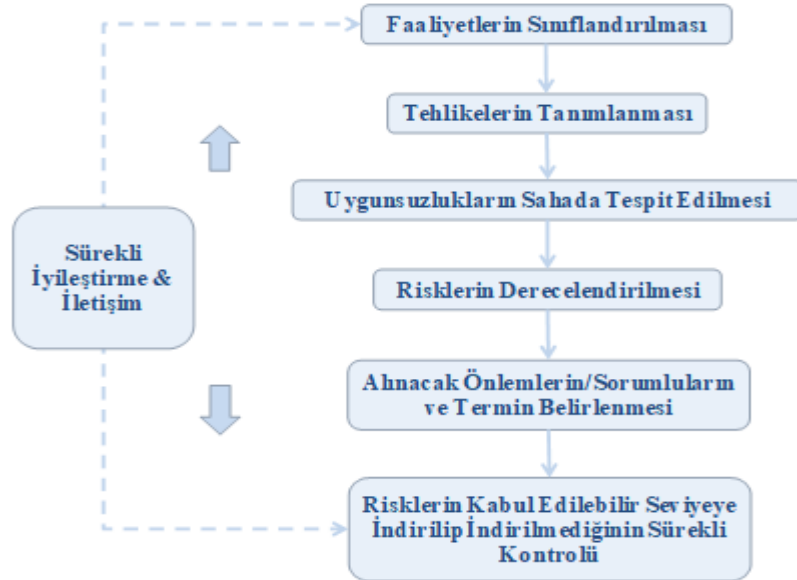 Faaliyetlerin Sınıflandırılması
Tehlikelerin Tanımlanması
Uygunsuzlukların Sahada Tespit Edilmesi
Sürekli
İyileştirme &
İletişim
Risklerin Derecelendirilmesi
Alınacak Önlemlerin/Sorumluların
ve Termin Belirlenmesi
Risklerin Kabul Edilebilir Seviyeye
İndirilip İndirilmediğinin Sürekli
Kontrolü